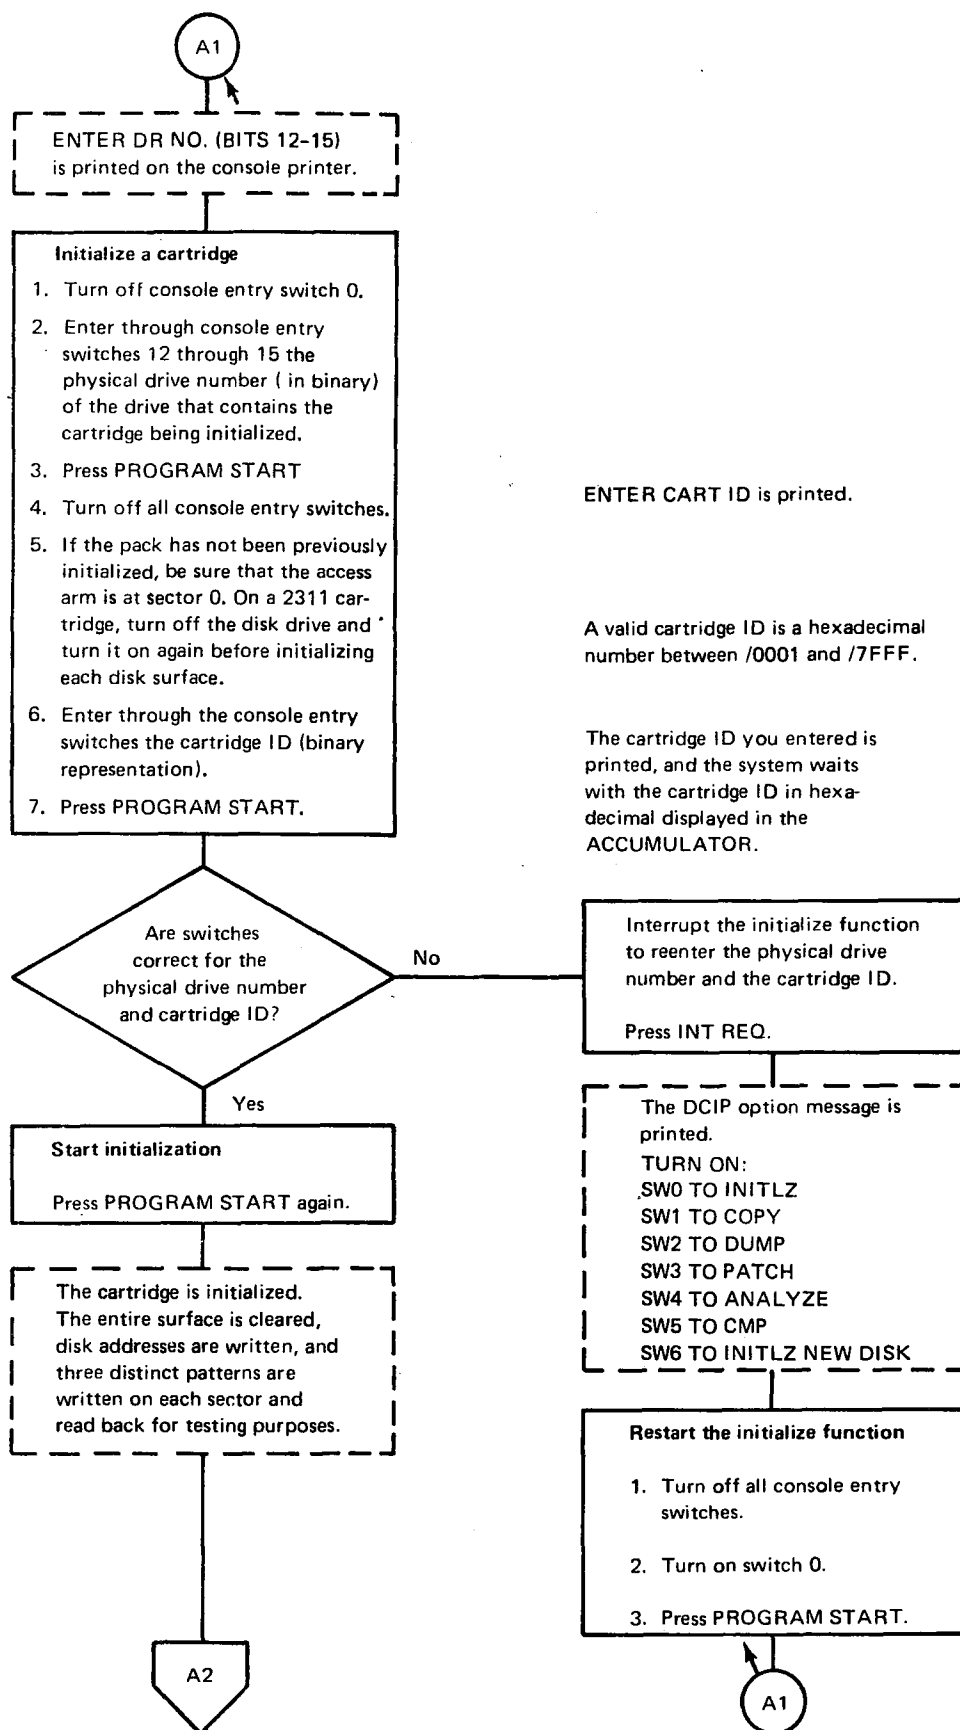 A1
ENTER DR NO. (BITS 12-15)
is printed on the console printer.
Initialize a cartridge
1. Turn off console entry switch 0.
2. Enter through console entry
switches 12 through 15 the
physical drive number ( in binary)
of the drive that contains the
cartridge being initialized.
3. Press PROGRAM START
4. Turn off all console entry switches.
5. If the pack has not been previously
initialized, be sure that the access
arm is at sector 0. On a 2311 car-
tridge, turn off the disk drive and
turn it on again before initializing
each disk surface.
6. Enter through the console entry
switches the cartridge ID (binary
representation).
7. Press PROGRAM START.
ENTER CART ID is printed.
A valid cartridge ID is a hexadecimal
number between /0001 and /7FFF.
The cartridge ID you entered is
printed, and the system waits
with the cartridge ID in hexa-
decimal displayed in the
ACCUMULATOR.
Are switches
correct for the
physical drive number
and cartridge ID?
No
Interrupt the initialize function
to reenter the physical drive
number and the cartridge ID.
Press INT REQ.
Yes
Start initialization
Press PROGRAM START again.
The cartridge is initialized.
The entire surface is cleared,
disk addresses are written, and
three distinct patterns are
written on each sector and
read back for testing purposes.
A2
The DCIP option message is
printed.
TURN ON:
SW0 TO INITLZ
SW1 TO COPY
SW2 TO DUMP
SW3 TO PATCH
SW4 TO ANALYZE
SW5 TO CMP
SW6 TO INITLZ NEW DISK
Restart the initialize function
1. Turn off all console entry
switches.
2. Turn on switch 0.
3. Press PROGRAM START.
A1